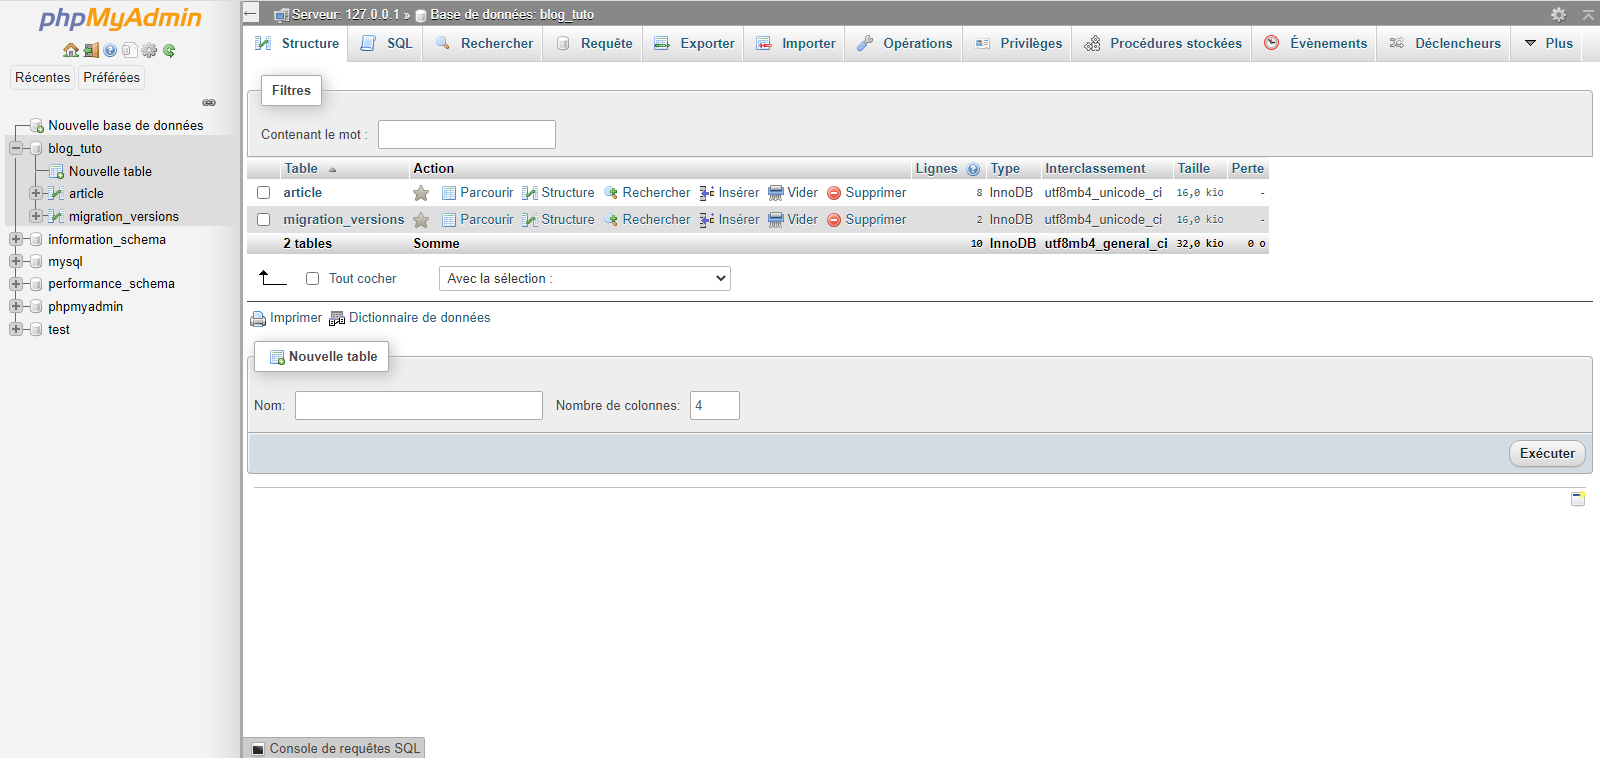 phpMyAdmin
Récentes Préférées
Nouvelle base de données
blog_tuto
Nouvelle table
article
migration_versions
information_schema
mysql
performance_schema
phpmyadmin
test
Serveur: 127.0.0.1 » Base de données: blog_tuto
Structure SQL Rechercher Requête Exporter Importer Opérations Privilèges Procédures stockées Évènements Déclencheurs Plus
Filtres
Contenant le mot :
Table Action Lignes Type Interclassement Taille Perte
article Parcourir Structure Rechercher Insérer Vider Supprimer 8 InnoDB utf8mb4_unicode_ci 16,0 kio -
migration_versions Parcourir Structure Rechercher Insérer Vider Supprimer 2 InnoDB utf8mb4_unicode_ci 16,0 kio -
2 tables Somme 10 InnoDB utf8mb4_general_ci 32,0 kio 0 o
Tout cocher Avec la sélection :
Imprimer Dictionnaire de données
Nouvelle table
Nom: Nombre de colonnes: 4
Exécuter
Console de requêtes SQL